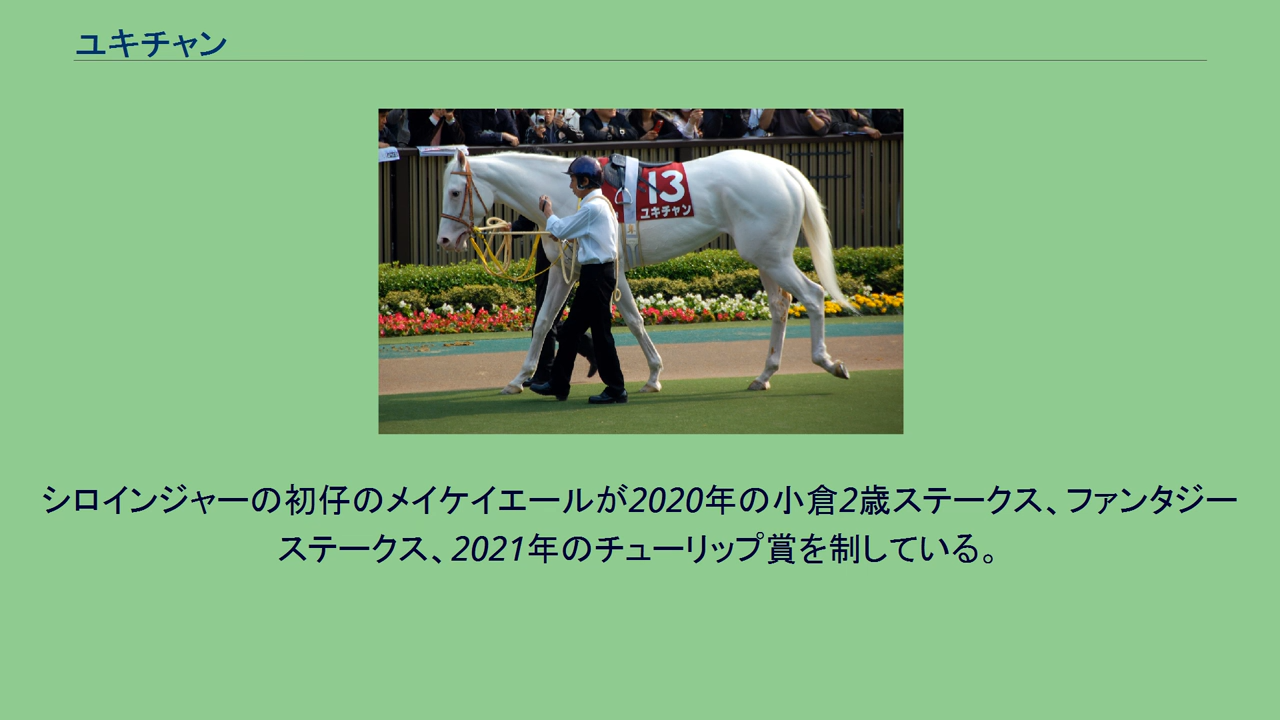 ユキチャン
13
ユキチャン
シロインジャーの初仔のメイケイエールが2020年の小倉2歳ステークス、ファンタジー
ステークス、2021年のチューリップ賞を制している。